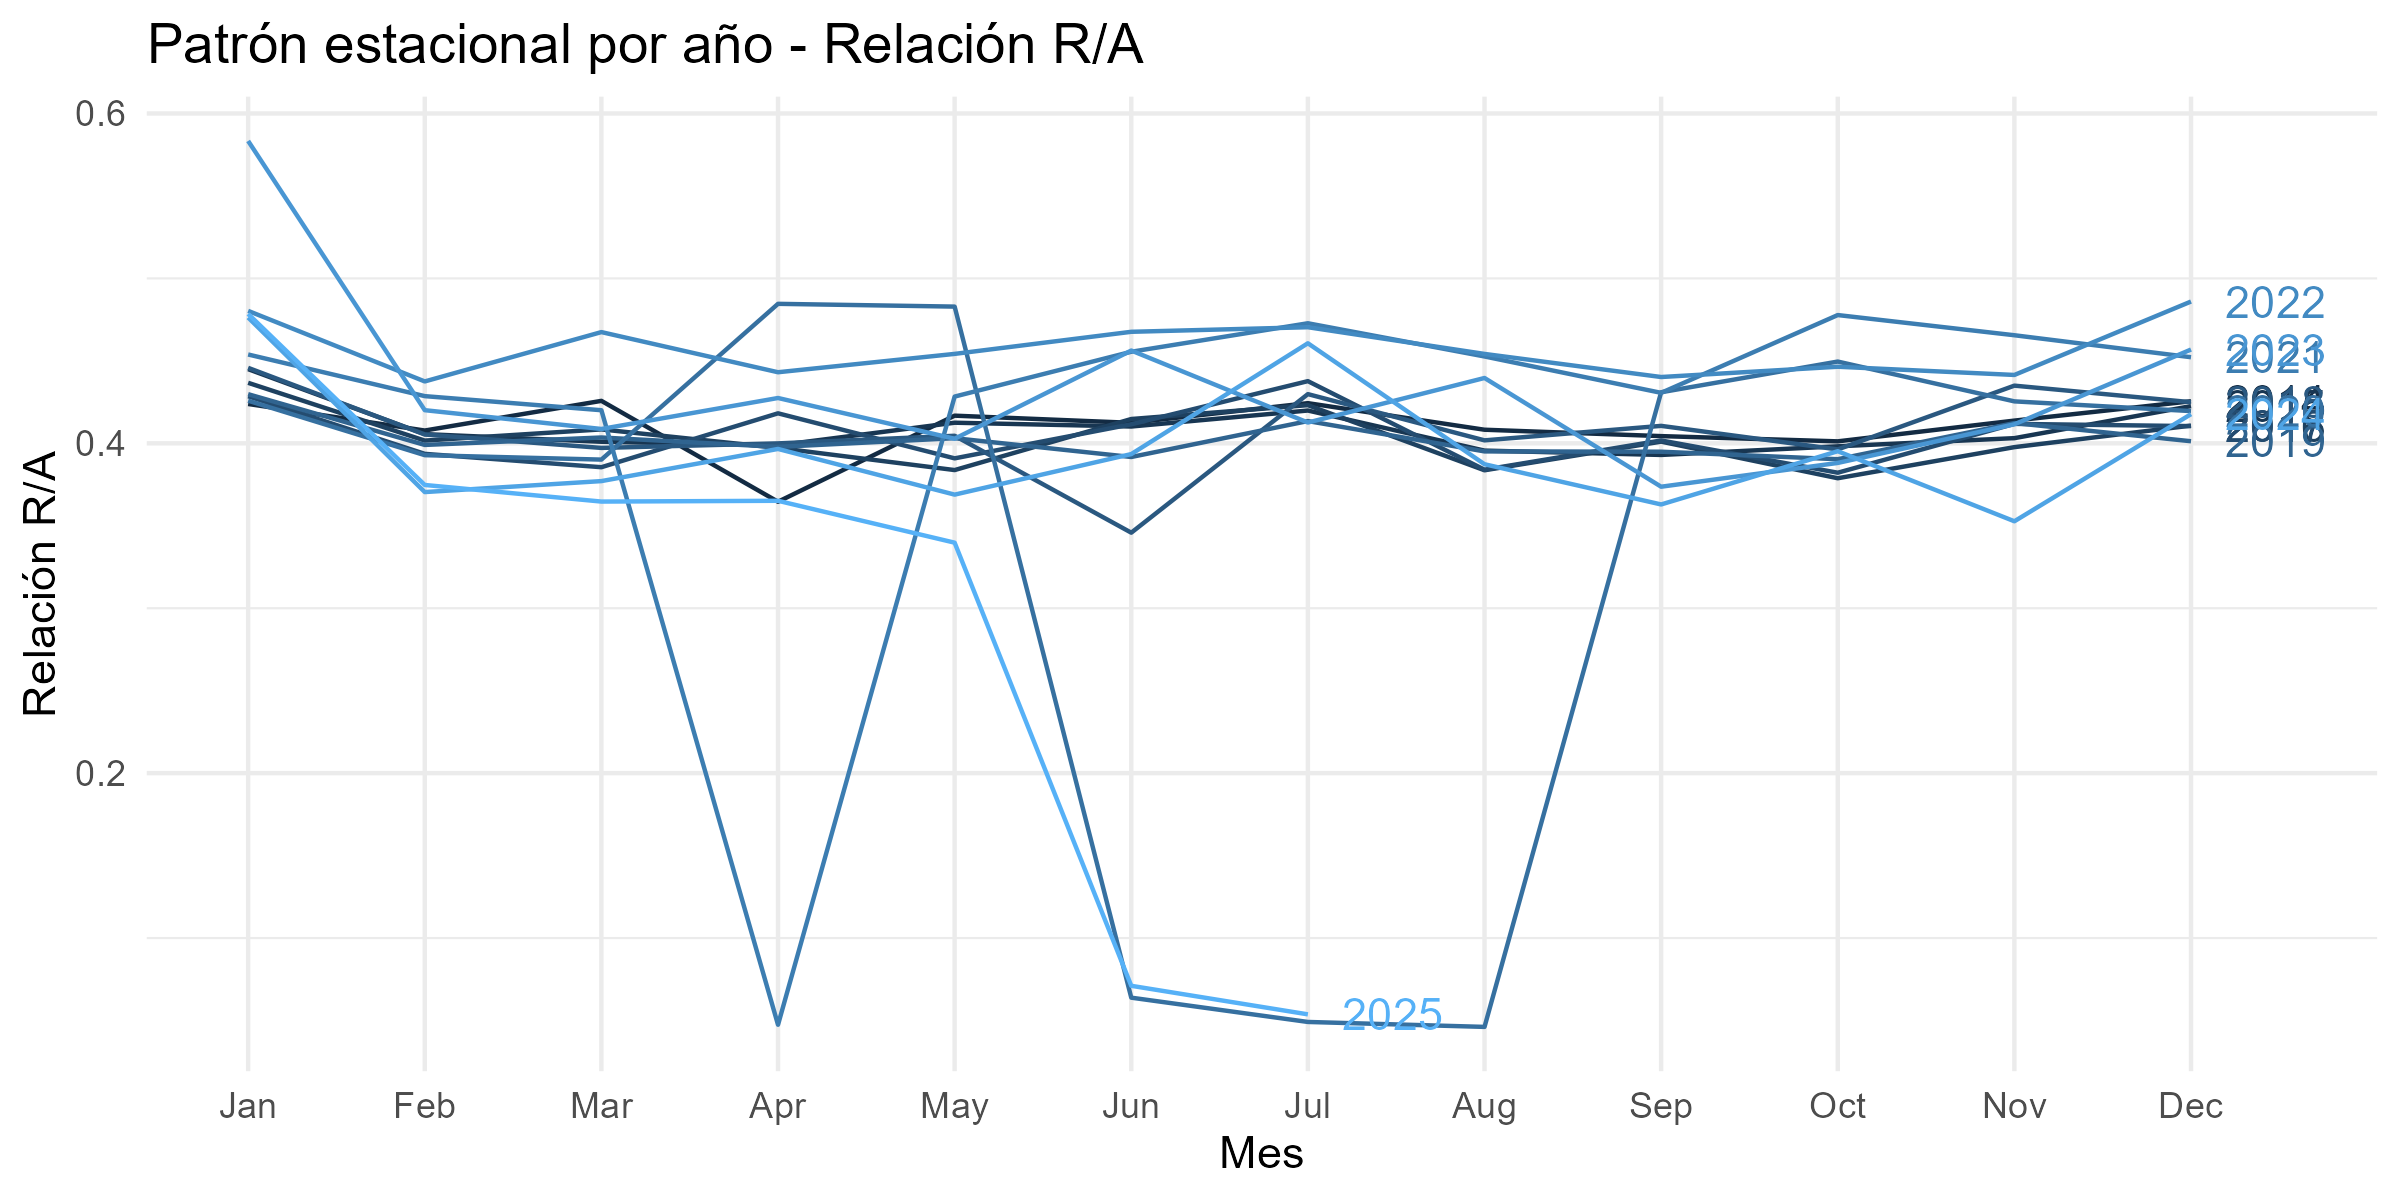 Patrón estacional por año - Relación R/A
0.6
0.4
0.2
Relación R/A
2022
2023
2021
2019
2025
Jan Feb Mar Apr May Jun Jul Aug Sep Oct Nov Dec
Mes